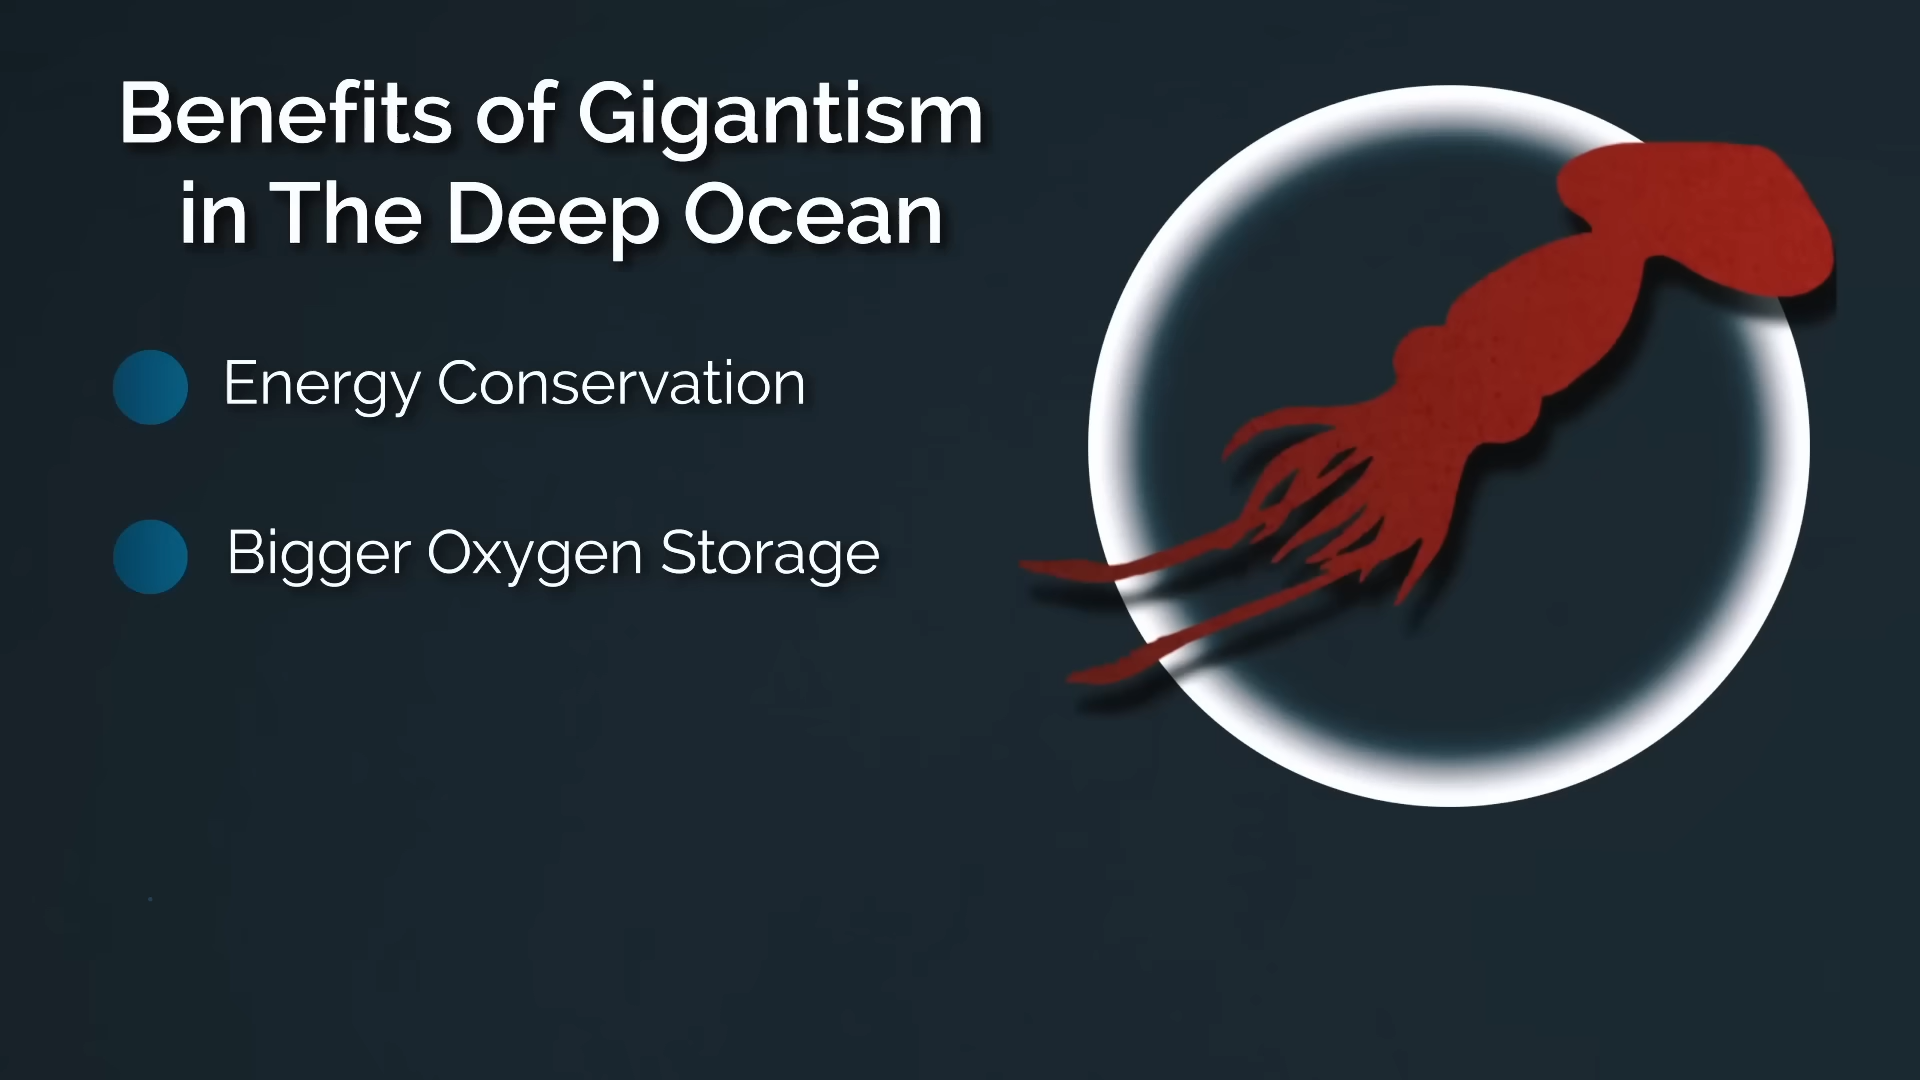 Benefits of Gigantism
in The Deep Ocean
Energy Conservation
Bigger Oxygen Storage